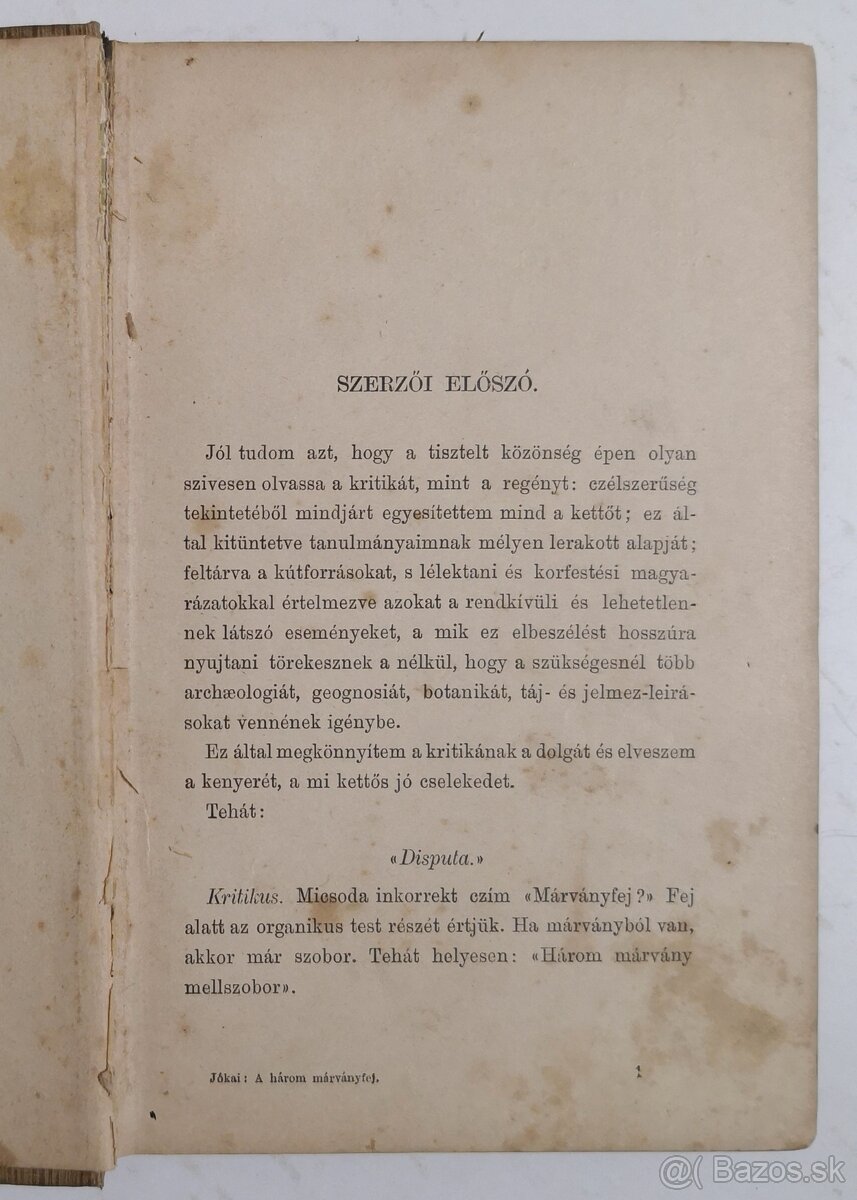 SZERZŐI ELŐSZÓ.
Jól tudom azt, hogy a tisztelt közönség épen olyan
szivesen olvassa a kritikát, mint a regényt: czélszerűség
tekintetéből mindjárt egyesítettem mind a kettőt; ez ál-
tal kitüntetve tanulmányaimnak mélyen lerakott alapját;
feltárva a kútforrásokat, s lélektani és korfestési magya-
rázatokkal értelmezve azokat a rendkívüli és lehetetlen-
nek látszó eseményeket, a mik ez elbeszélést hosszúra
nyujtani törekesznek a nélkül, hogy a szükségesnél több
archæologiát, geognosiát, botanikát, táj- és jelmez-leirá-
sokat vennének igénybe.
Ez által megkönnyítem a kritikának a dolgát és elveszem
a kenyerét, a mi kettős jó cselekedet.
Tehát:
«Disputa.»
Kritikus. Micsoda inkorrekt czím «Márványfej?» Fej
alatt az organikus test részét értjük. Ha márványból van,
akkor már szobor. Tehát helyesen: «Három márvány
mellszobor».
Jókai: A három márványfej. 1
@( Bazos.sk